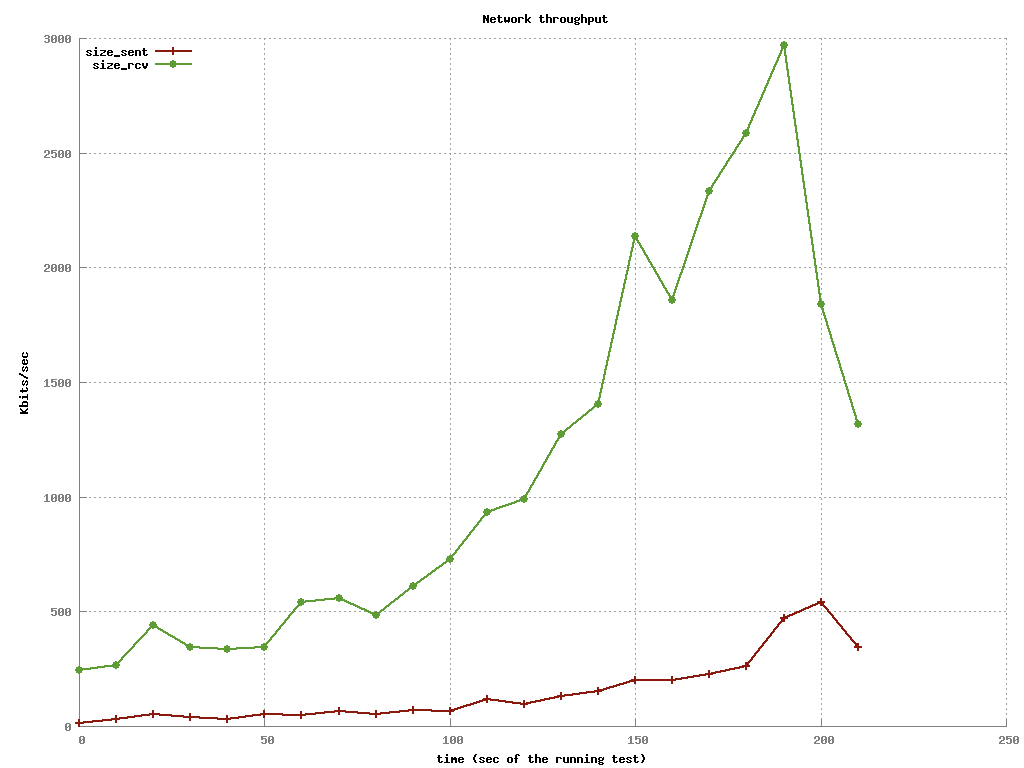 Network throughput
3000
size_sent
size_rcv
2500
2000
1500
Kbits/sec
1000
500
0
0 50 100 150 200 250
time (sec of the running test)